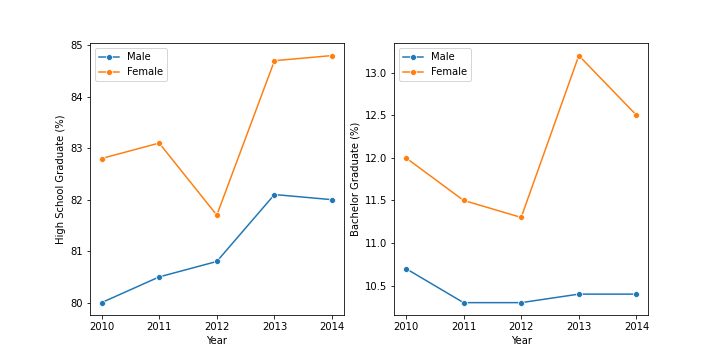 Male
Female
85
84
83
82
81
80
High School Graduate (%)
2010 2011 2012 2013 2014
Year
Male
Female
13.0
12.5
12.0
11.5
11.0
10.5
Bachelor Graduate (%)
2010 2011 2012 2013 2014
Year